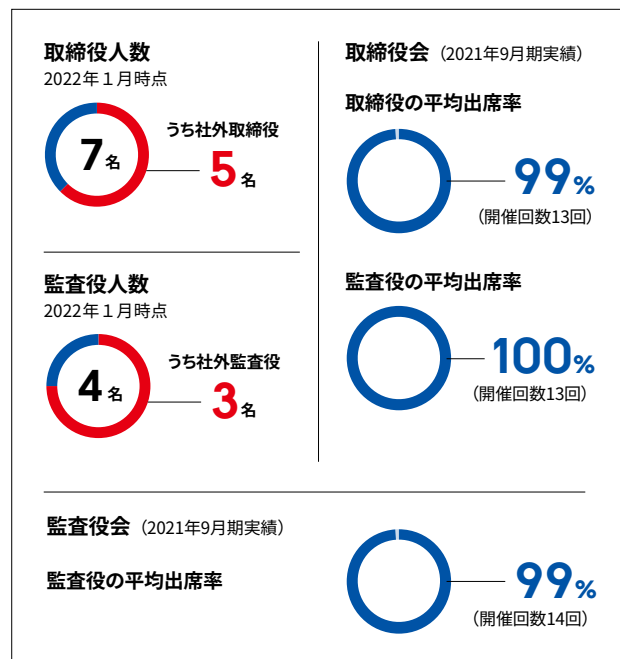 取締役人数
2022年１月時点
7名
うち社外取締役
5名
監査役人数
2022年１月時点
4名
うち社外監査役
3名
取締役会（2021年9月期実績）
取締役の平均出席率
99%
（開催回数13回）
監査役の平均出席率
100%
（開催回数13回）
監査役会（2021年9月期実績）
監査役の平均出席率
99%
（開催回数14回）